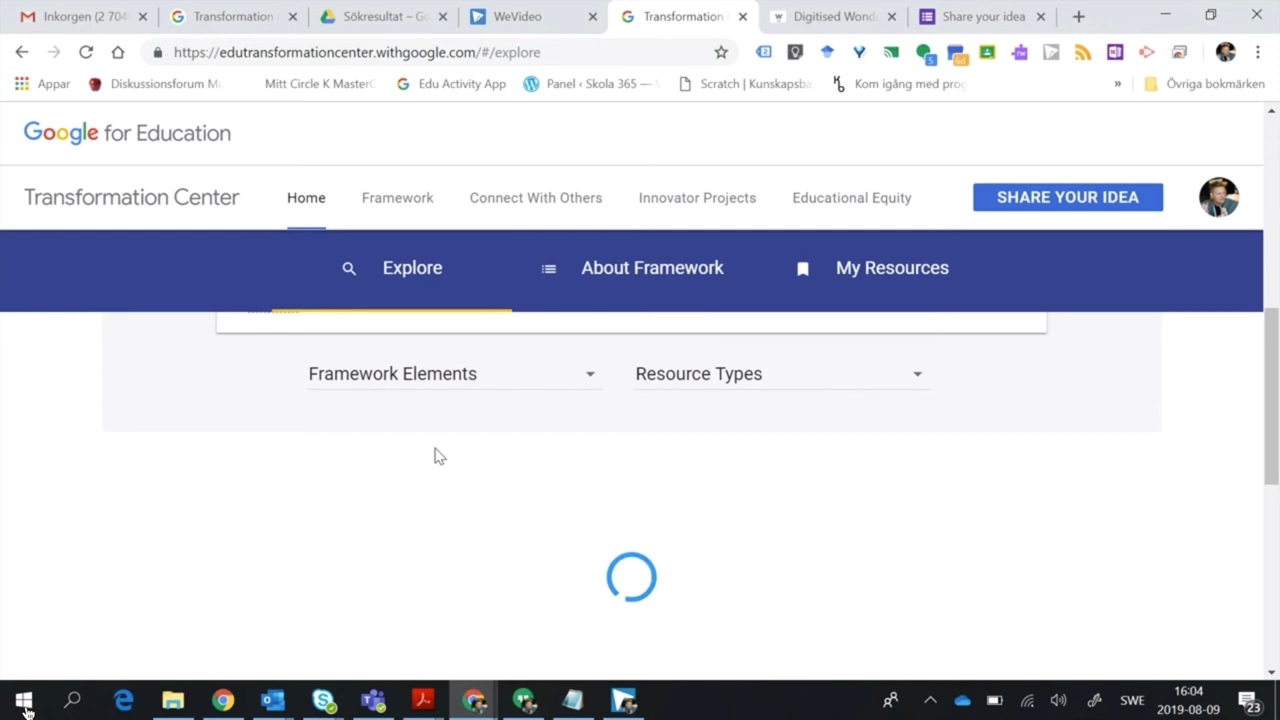 Inkorgen (2 704
Transformation
Sökresultat – Go
WeVideo
Transformation
Digitised Wond
Share your idea
https://edutransformationcenter.withgoogle.com/#/explore
Appar
Diskussionsforum M
Mitt Circle K MasterC
Edu Activity App
Panel ‹ Skola 365 —
Scratch | Kunskapsba
Kom igång med prog
»
Övriga bokmärken
Google for Education
Transformation Center
Home
Framework
Connect With Others
Innovator Projects
Educational Equity
SHARE YOUR IDEA
Explore
About Framework
My Resources
Framework Elements
Resource Types
SWE
16:04
2019-08-09
23